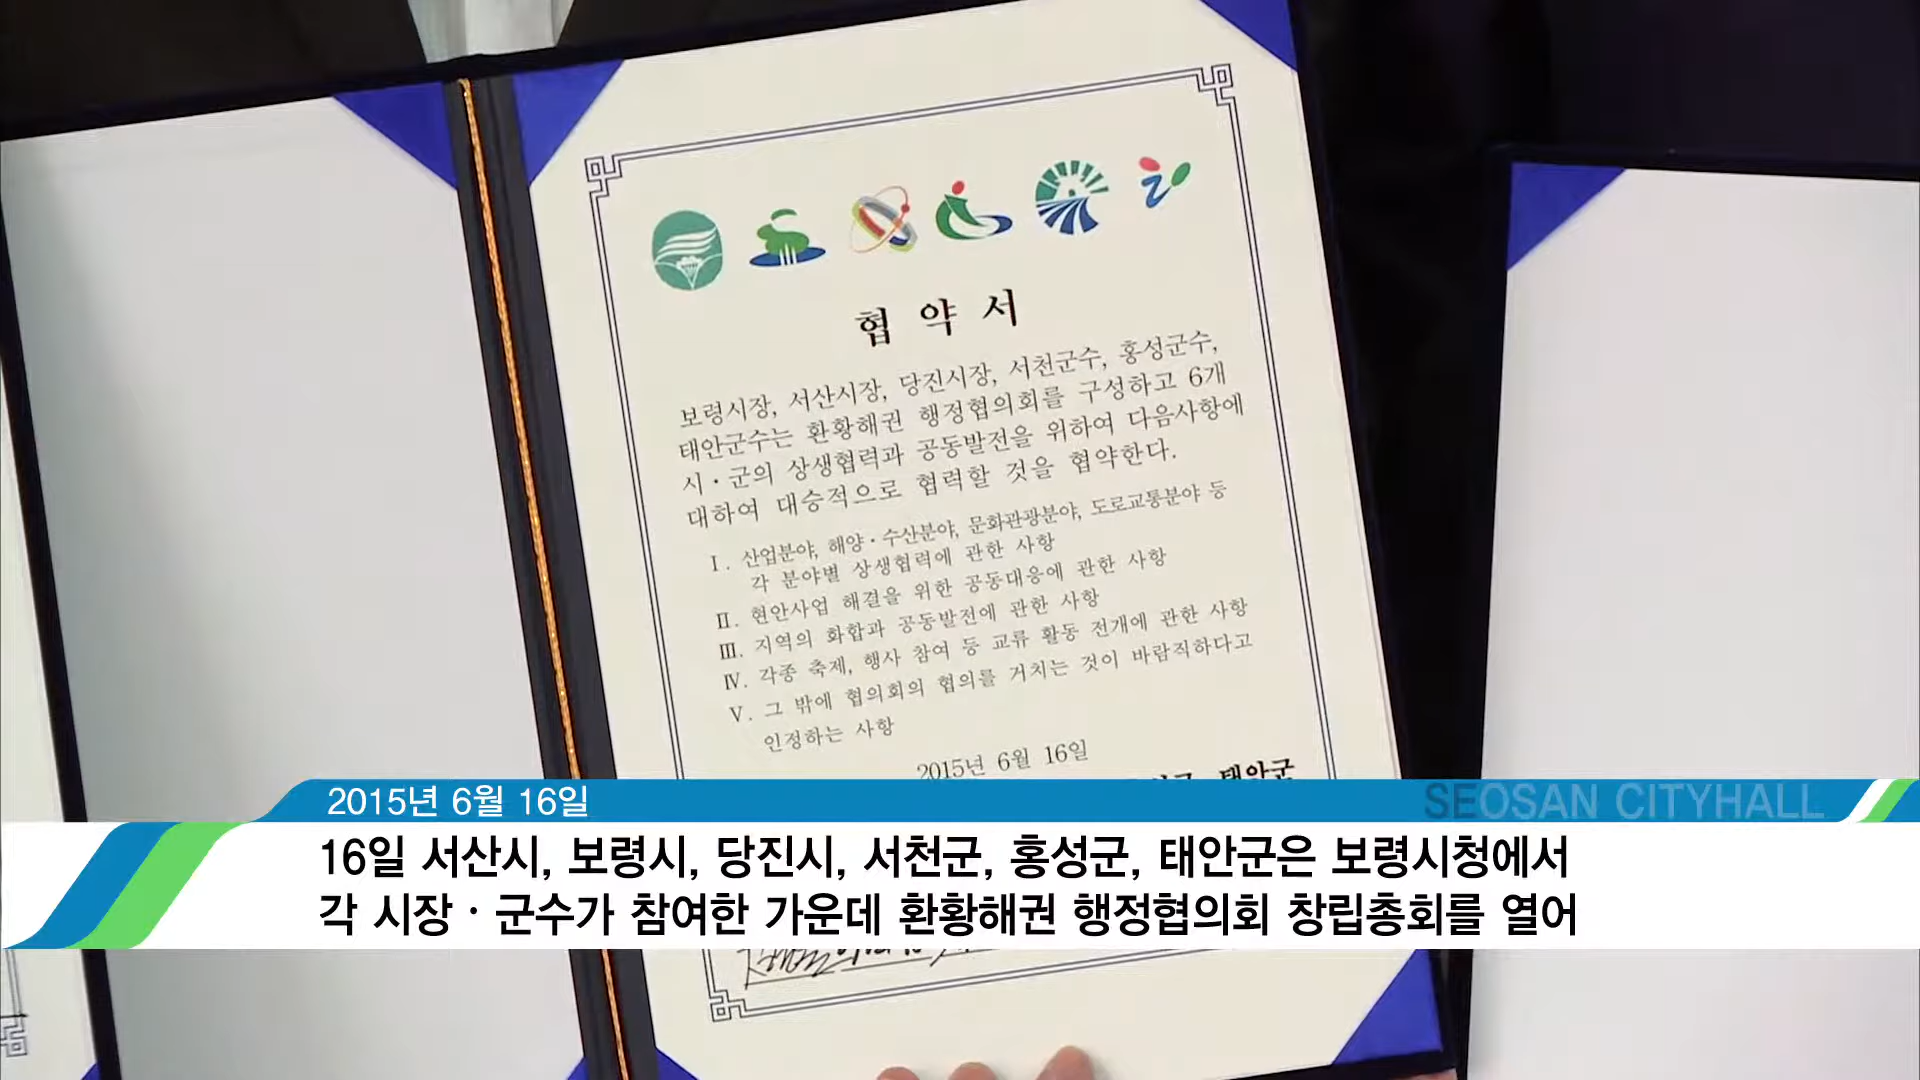 협 약 서
보령시장, 서산시장, 당진시장, 서천군수, 홍성군수,
태안군수는 환황해권 행정협의회를 구성하고 6개
시·군의 상생협력과 공동발전을 위하여 다음사항에
대하여 대승적으로 협력할 것을 협약한다.
Ⅰ. 산업분야, 해양·수산분야, 문화관광분야, 도로교통분야 등
각 분야별 상생협력에 관한 사항
Ⅱ. 현안사업 해결을 위한 공동대응에 관한 사항
Ⅲ. 지역의 화합과 공동발전에 관한 사항
Ⅳ. 각종 축제, 행사 참여 등 교류 활동 전개에 관한 사항
Ⅴ. 그 밖에 협의회의 협의를 거치는 것이 바람직하다고
인정하는 사항
2015년 6월 16일
태안군
2015년 6월 16일
SEOSAN CITYHALL
16일 서산시, 보령시, 당진시, 서천군, 홍성군, 태안군은 보령시청에서
각 시장·군수가 참여한 가운데 환황해권 행정협의회 창립총회를 열어